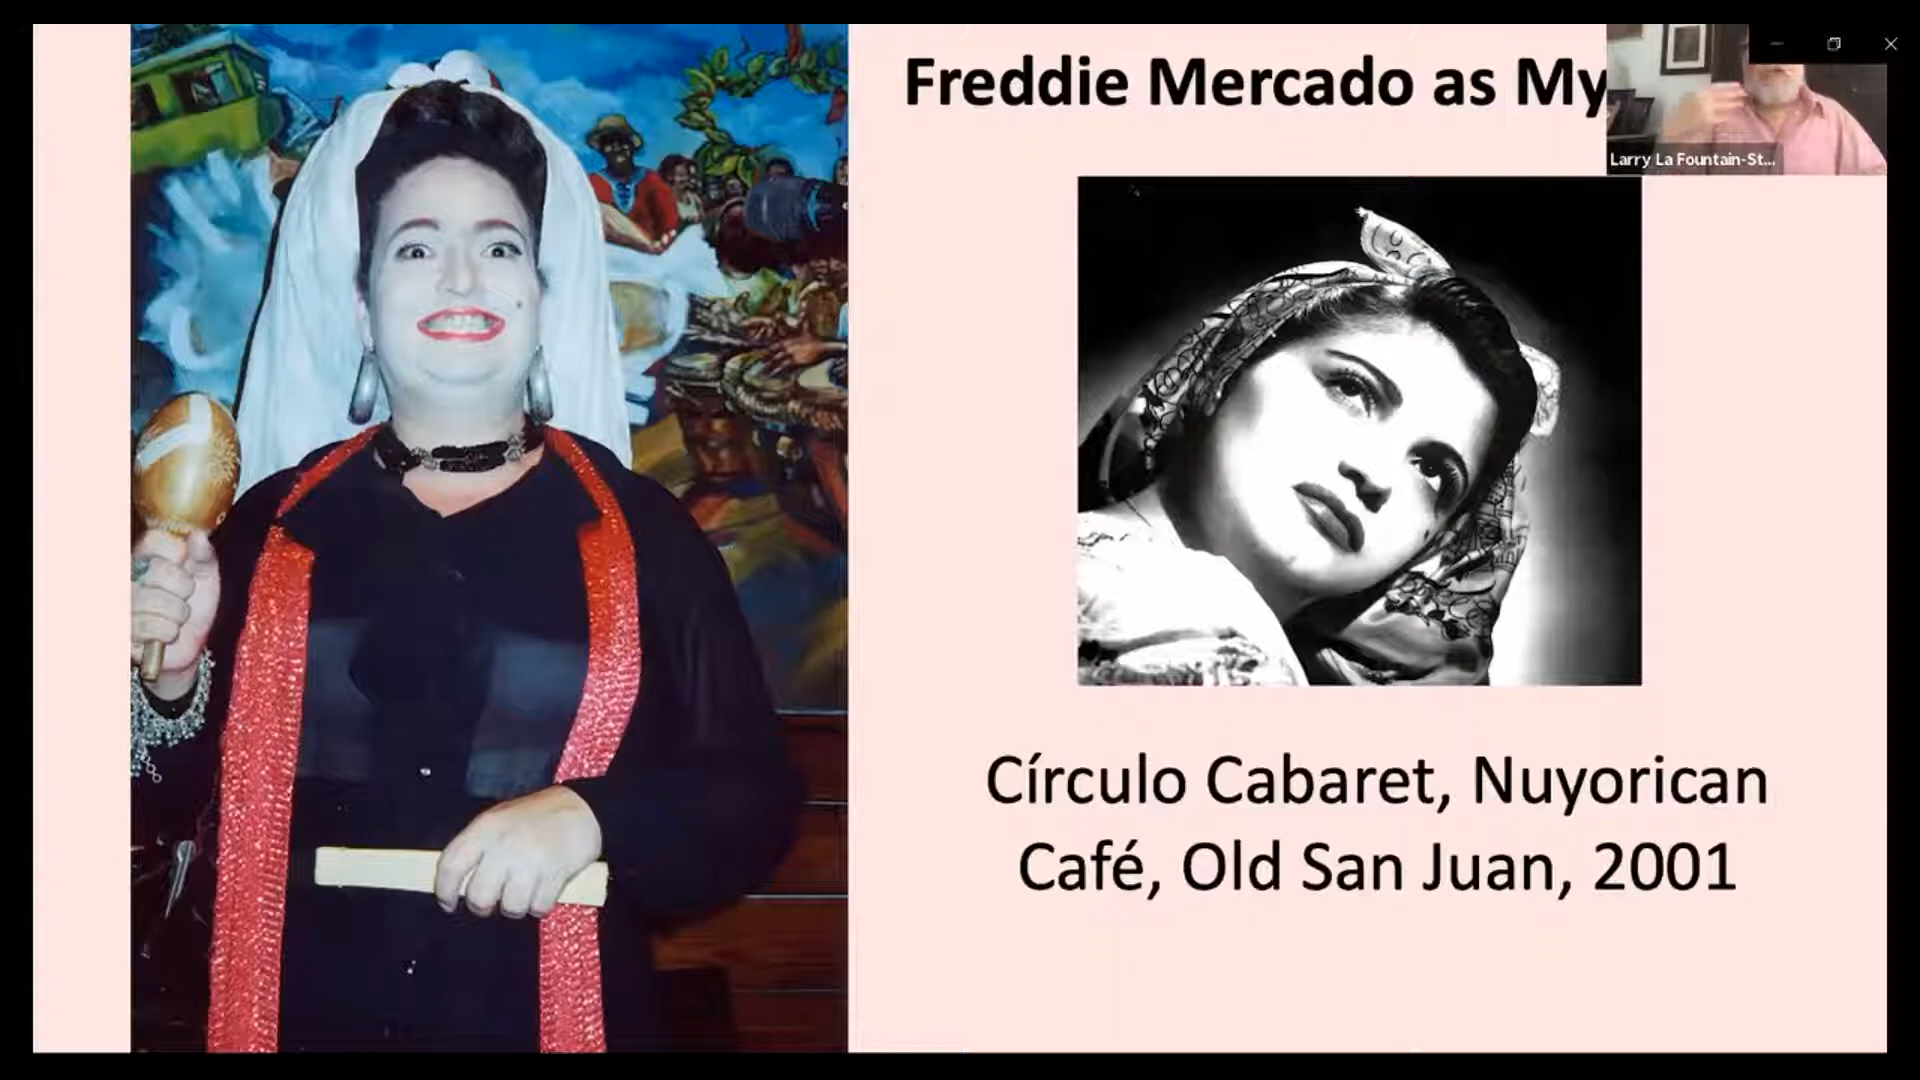 Freddie Mercado as My
Larry La Fountain-St...
Círculo Cabaret, Nuyorican
Café, Old San Juan, 2001